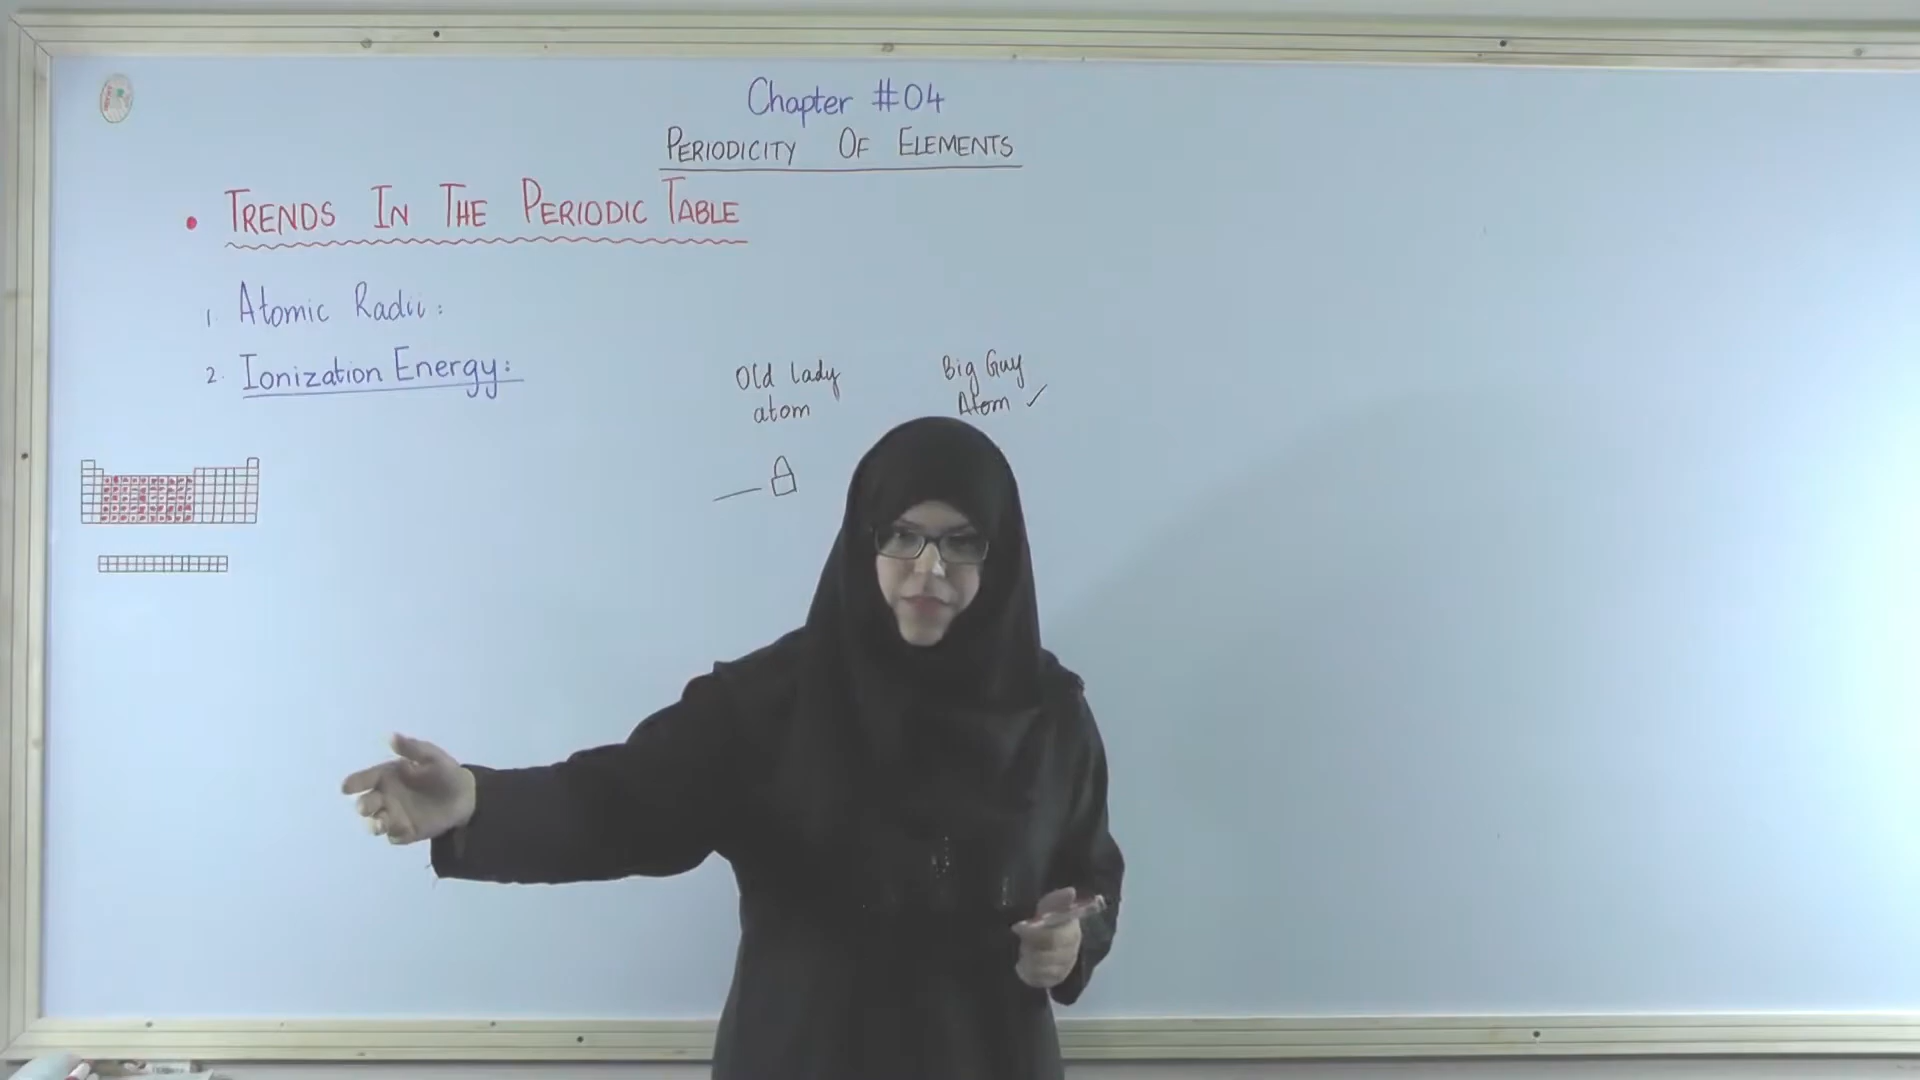 Chapter #04
PERIODICITY OF ELEMENTS
• TRENDS IN THE PERIODIC TABLE
1. Atomic Radii:
2. Ionization Energy:
Old lady
atom
Big Guy
Atom ✓